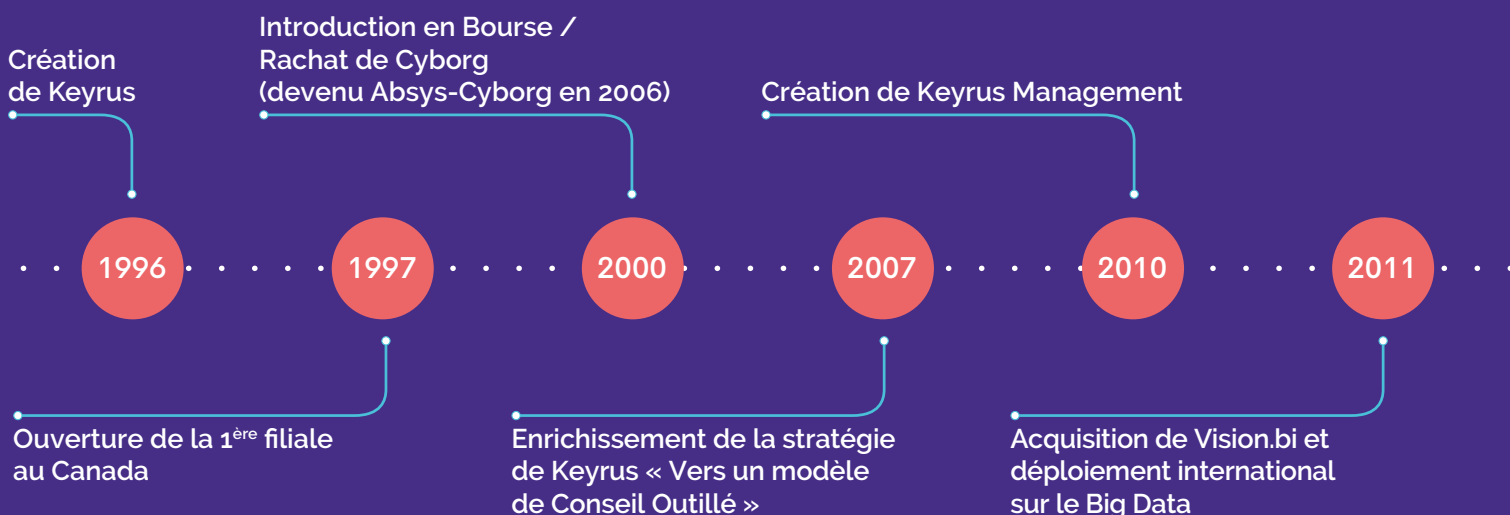 Création
de Keyrus
Introduction en Bourse /
Rachat de Cyborg
(devenu Absys-Cyborg en 2006)
Création de Keyrus Management
1996
1997
2000
2007
2010
2011
Ouverture de la 1ère filiale
au Canada
Enrichissement de la stratégie
de Keyrus « Vers un modèle
de Conseil Outillé »
Acquisition de Vision.bi et
déploiement international
sur le Big Data